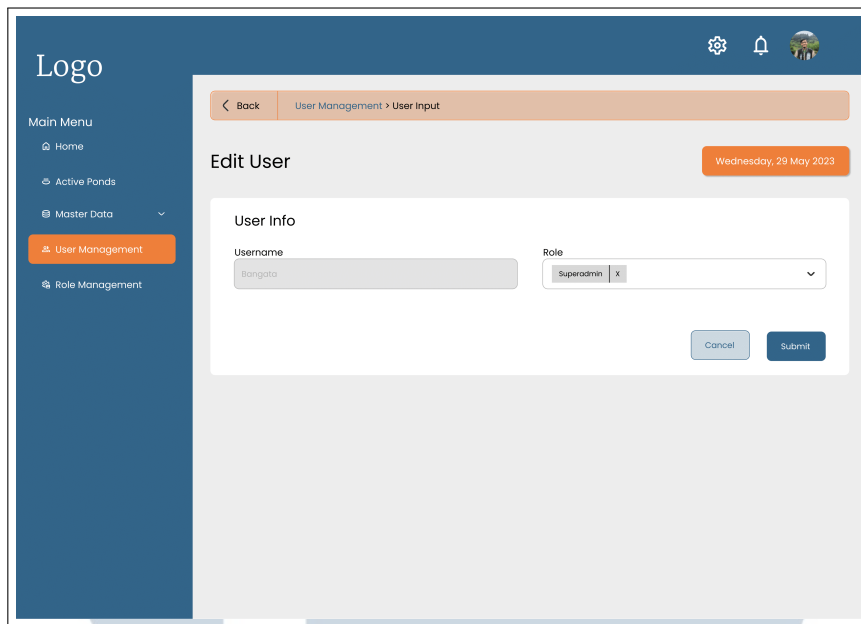 Logo
Main Menu
Home
Active Ponds
Master Data
User Management
Role Management
Back
User Management > User Input
Edit User
Wednesday, 29 May 2023
User Info
Username
Bangato
Role
Superadmin X
Cancel
Submit